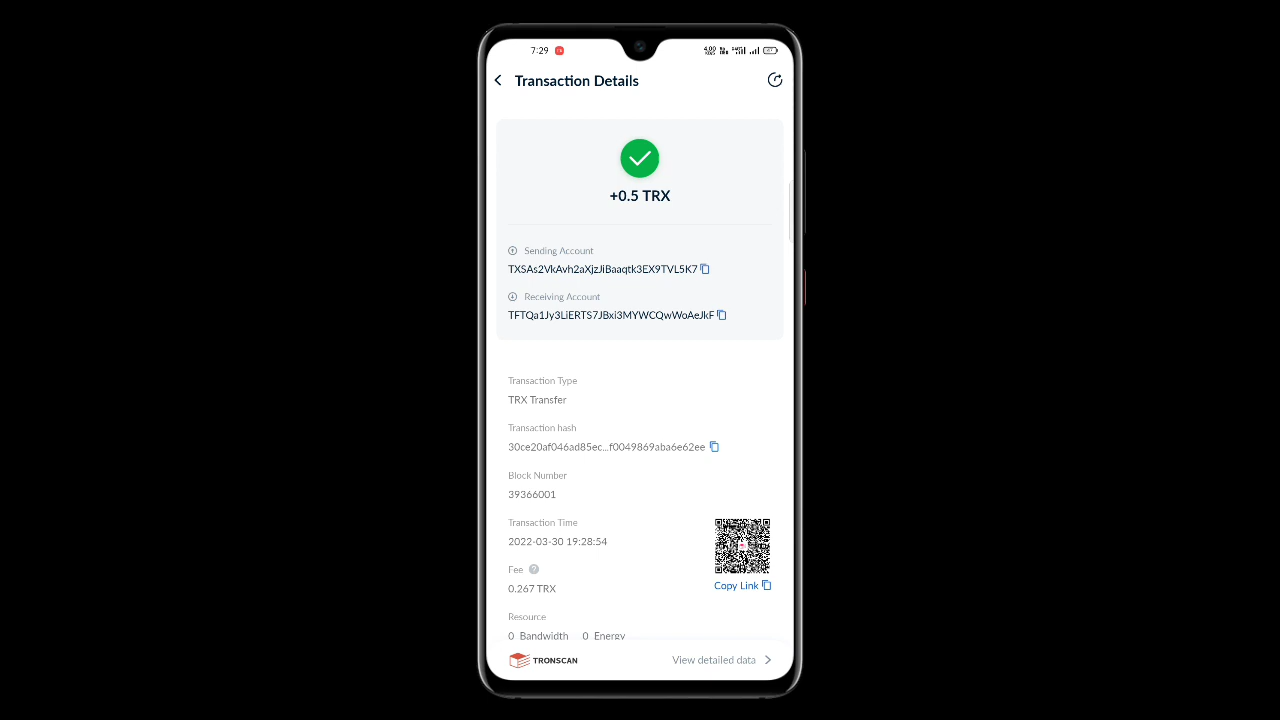 7:29
Transaction Details
+0.5 TRX
Sending Account
TXSAs2VkAvh2aXjzJiBaaqtk3EX9TVL5K7
Receiving Account
TFTQa1Jy3LiERTS7JBxi3MYWCQwWoAeJkF
Transaction Type
TRX Transfer
Transaction hash
30ce20af046ad85ec...f0049869aba6e62ee
Block Number
39366001
Transaction Time
2022-03-30 19:28:54
Fee ?
0.267 TRX
Copy Link
Resource
0 Bandwidth 0 Energy
TRONSCAN
View detailed data